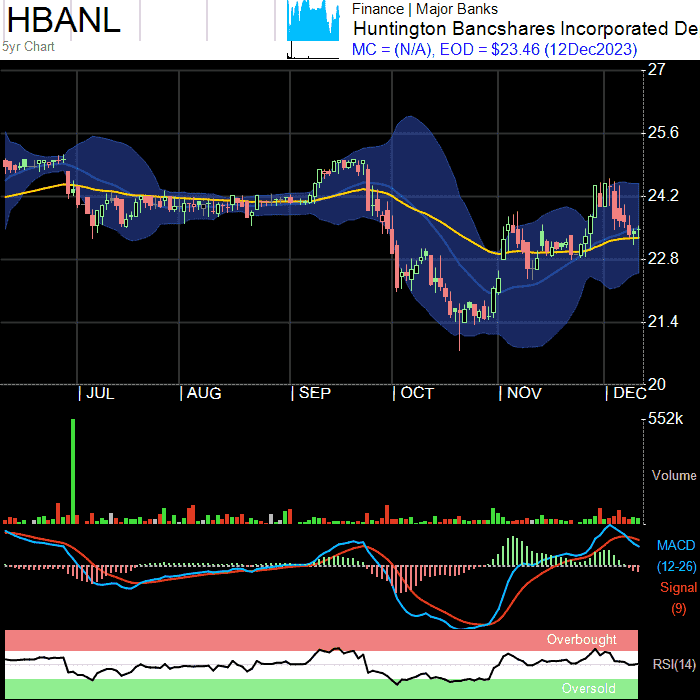 HBANL
5yr Chart
Finance | Major Banks
Huntington Bancshares Incorporated De
MC = (N/A), EOD = $23.46 (12Dec2023)
27
25.6
24.2
22.8
21.4
20
| JUL | AUG | SEP | OCT | NOV | DEC
552k
Volume
MACD
(12-26)
Signal
(9)
Overbought
RSI(14)
Oversold